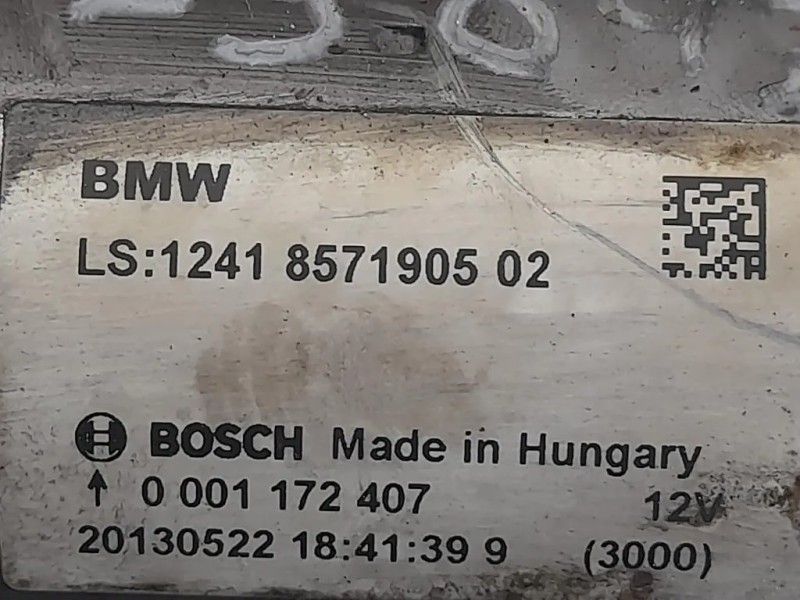 BMW
LS:1241 8571905 02
BOSCH Made in Hungary
↑ 0 001 172 407 12V
20130522 18:41:39 9 (3000)